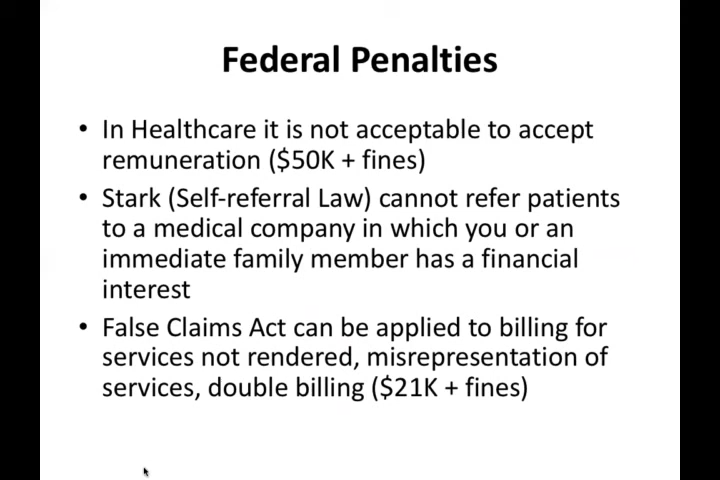 Federal Penalties
• In Healthcare it is not acceptable to accept
remuneration ($50K + fines)
• Stark (Self-referral Law) cannot refer patients
to a medical company in which you or an
immediate family member has a financial
interest
• False Claims Act can be applied to billing for
services not rendered, misrepresentation of
services, double billing ($21K + fines)